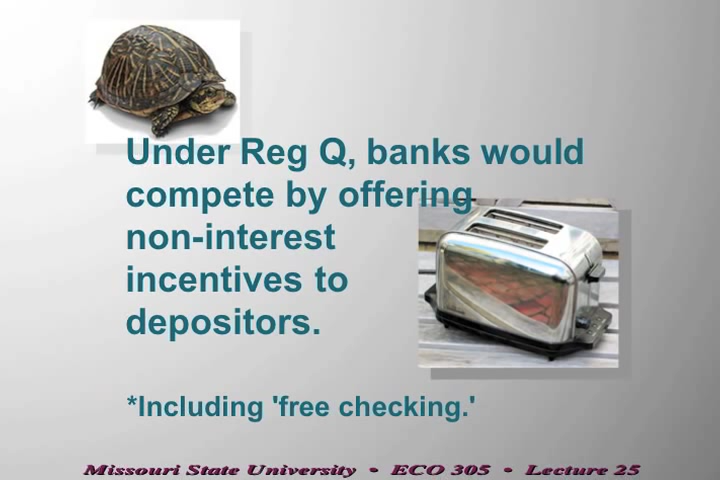 Under Reg Q, banks would
compete by offering
non-interest
incentives to
depositors.
*Including 'free checking.'
Missouri State University • ECO 305 • Lecture 25